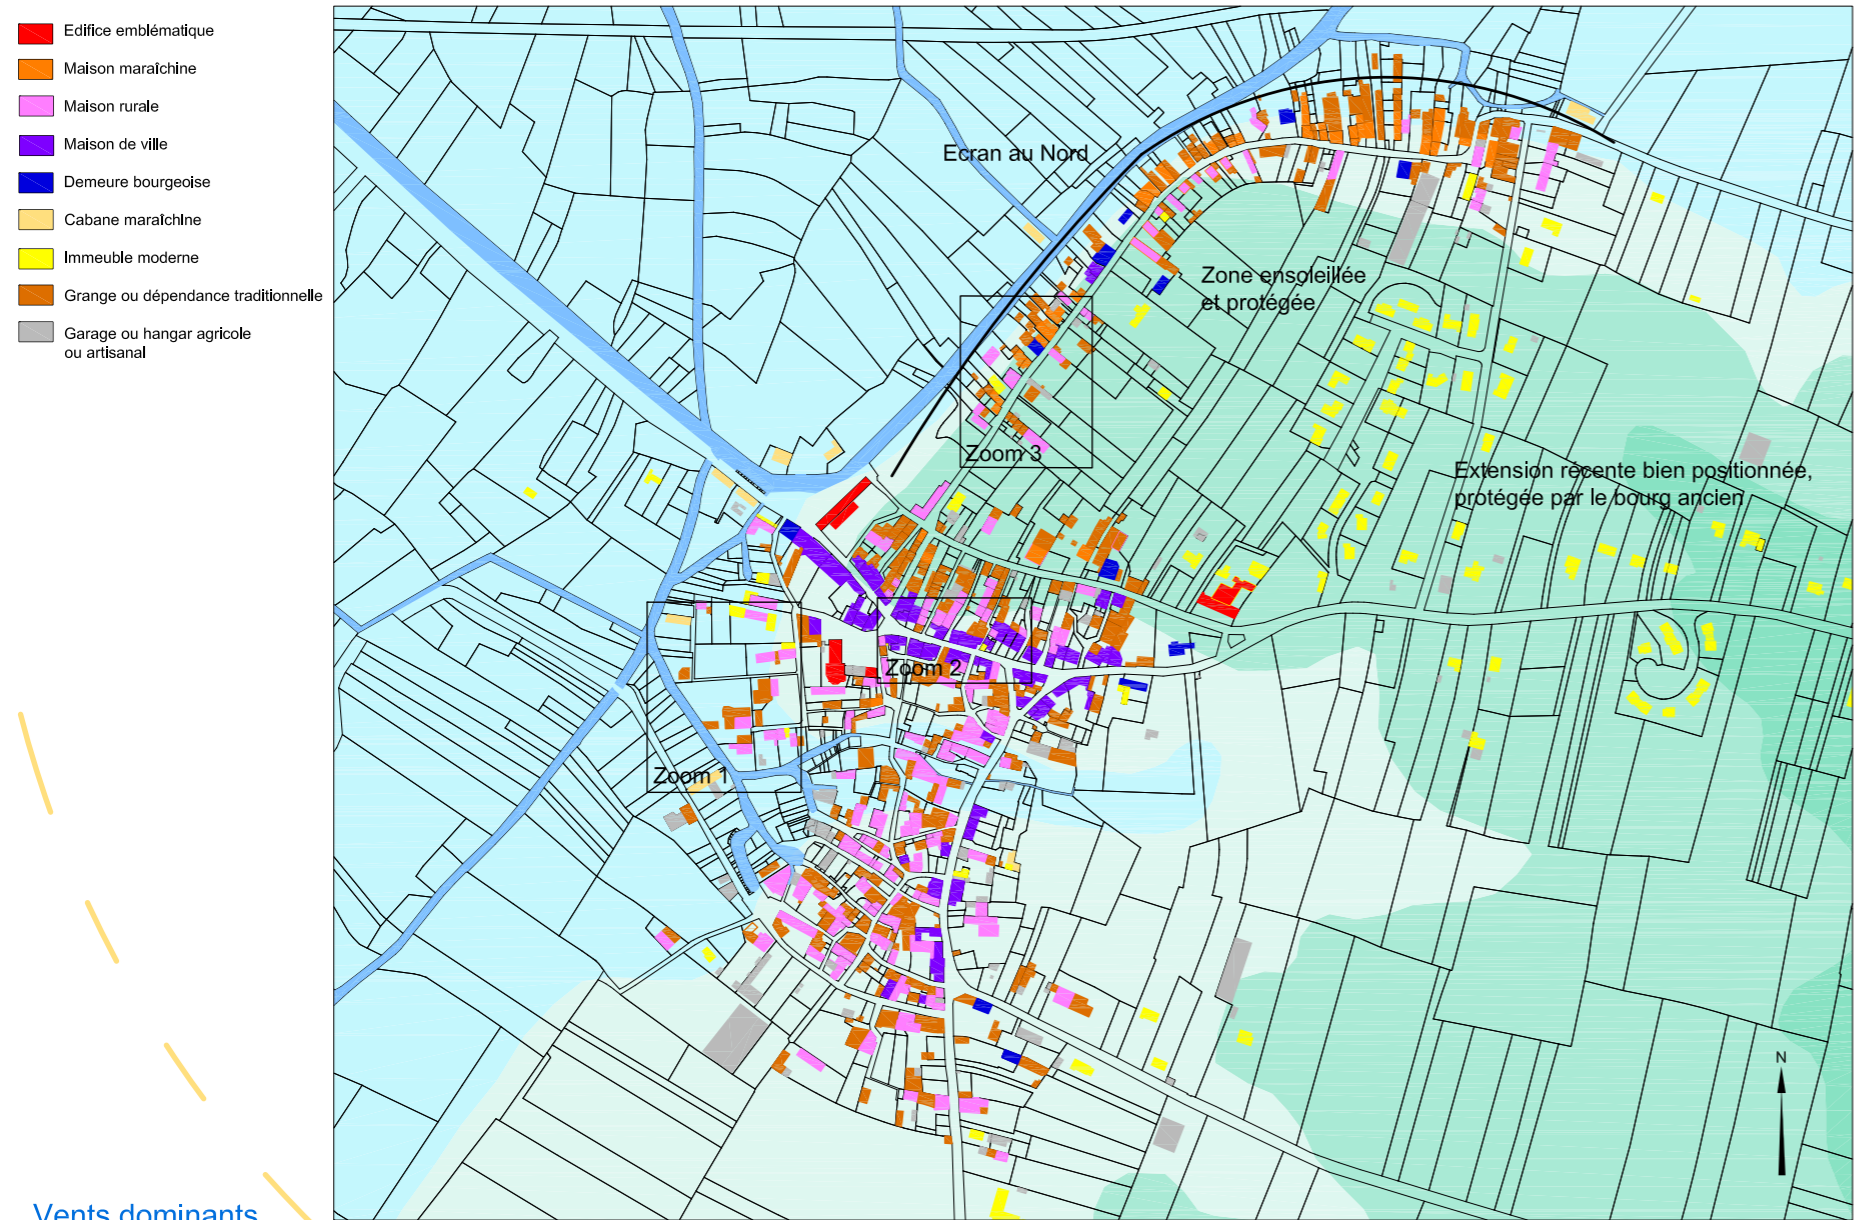 Edifice emblématique
Maison maraîchine
Maison rurale
Maison de ville
Demeure bourgeoise
Cabane maraîchine
Immeuble moderne
Grange ou dépendance traditionnelle
Garage ou hangar agricole
ou artisanal
Ecran au Nord
Zone ensoleillée
et protégée
Zoom 3
Extension récente bien positionnée,
protégée par le bourg ancien
Zoom 2
Zoom 1
N
Vents dominants